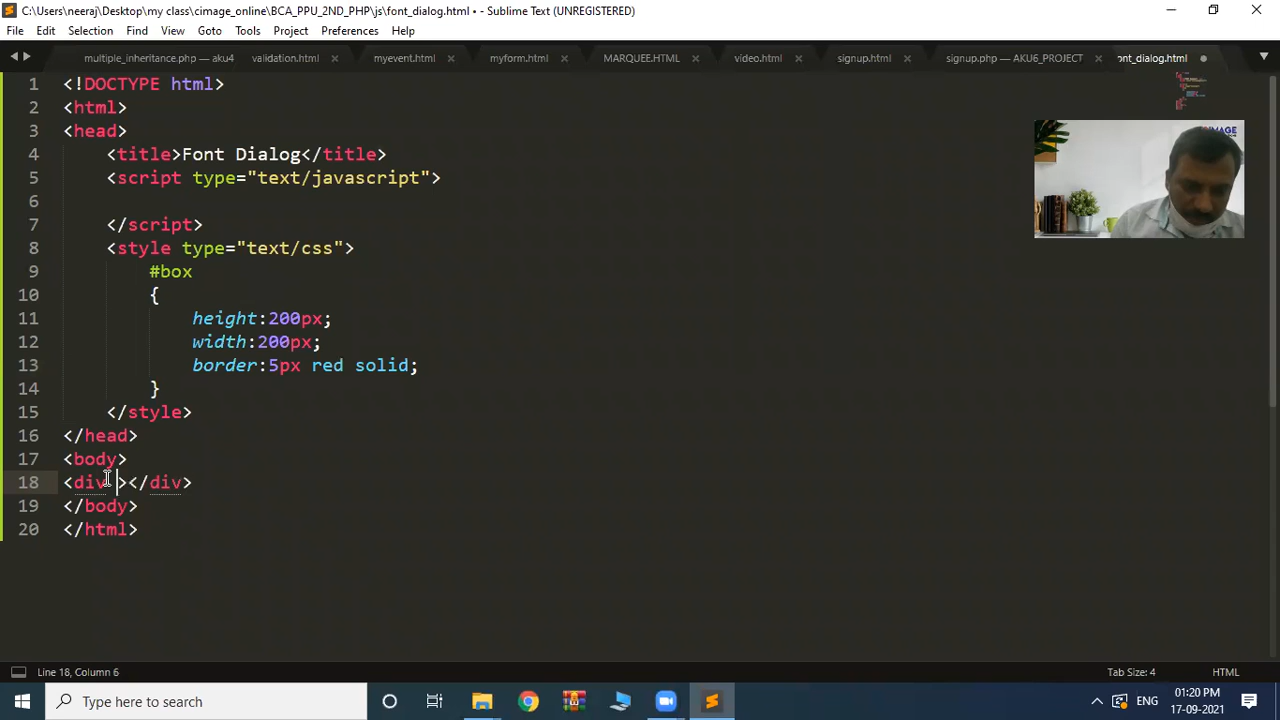 C:\Users\neeraj\Desktop\my class\cimage_online\BCA_PPU_2ND_PHP\js\font_dialog.html • - Sublime Text (UNREGISTERED)
File Edit Selection Find View Goto Tools Project Preferences Help
multiple_inheritance.php — aku4 validation.html myevent.html myform.html MARQUEE.HTML video.html signup.html signup.php — AKU6_PROJECT ont_dialog.html
1 <!DOCTYPE html>
2 <html>
3 <head>
4 <title>Font Dialog</title>
5 <script type="text/javascript">
6
7 </script>
8 <style type="text/css">
9 #box
10 {
11 height:200px;
12 width:200px;
13 border:5px red solid;
14 }
15 </style>
16 </head>
17 <body>
18 <div ></div>
19 </body>
20 </html>
Line 18, Column 6 Tab Size: 4 HTML
Type here to search ENG 01:20 PM
17-09-2021